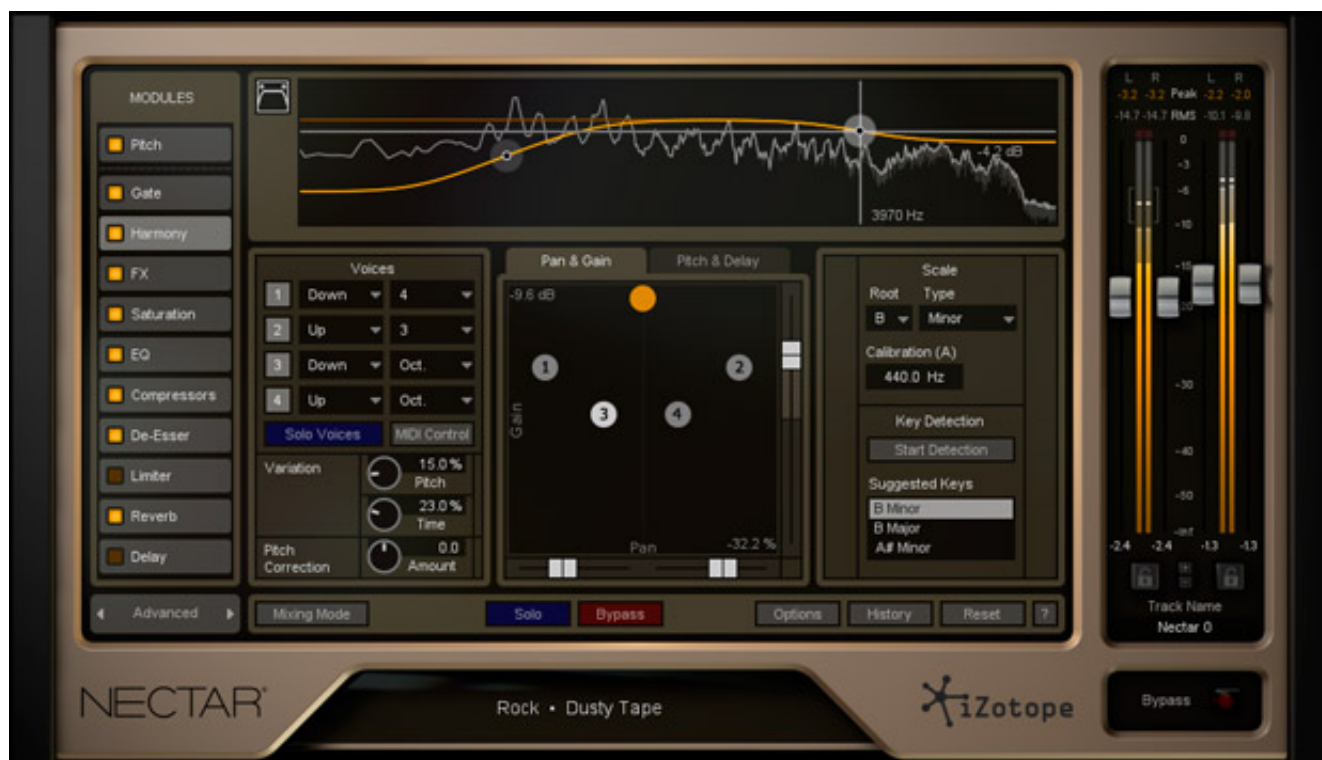 MODULES
Pitch
Gate
Harmony
FX
Saturation
EQ
Compressors
De-Esser
Limiter
Reverb
Delay
Advanced
-4.2 dB
3970 Hz
Voices
1 Down 4
2 Up 3
3 Down Oct.
4 Up Oct.
Solo Voices MIDI Control
Variation 15.0 %
Pitch
23.0 %
Time
Pitch Correction 0.0
Amount
Pan & Gain Pitch & Delay
-9.6 dB
1 2
3 4
Gain
Pan -32.2 %
Scale
Root Type
B Minor
Calibration (A)
440.0 Hz
Key Detection
Start Detection
Suggested Keys
B Minor
B Major
A# Minor
Mixing Mode Solo Bypass Options History Reset ?
L R L R
-3.2 -3.2 Peak -2.2 -2.0
-14.7 -14.7 RMS -10.1 -9.8
0
-3
-6
-10
-15
-20
-30
-40
-50
-Inf
-2.4 -2.4 -1.3 -1.3
Track Name
Nectar 0
NECTAR®
Rock • Dusty Tape
iZotope
Bypass